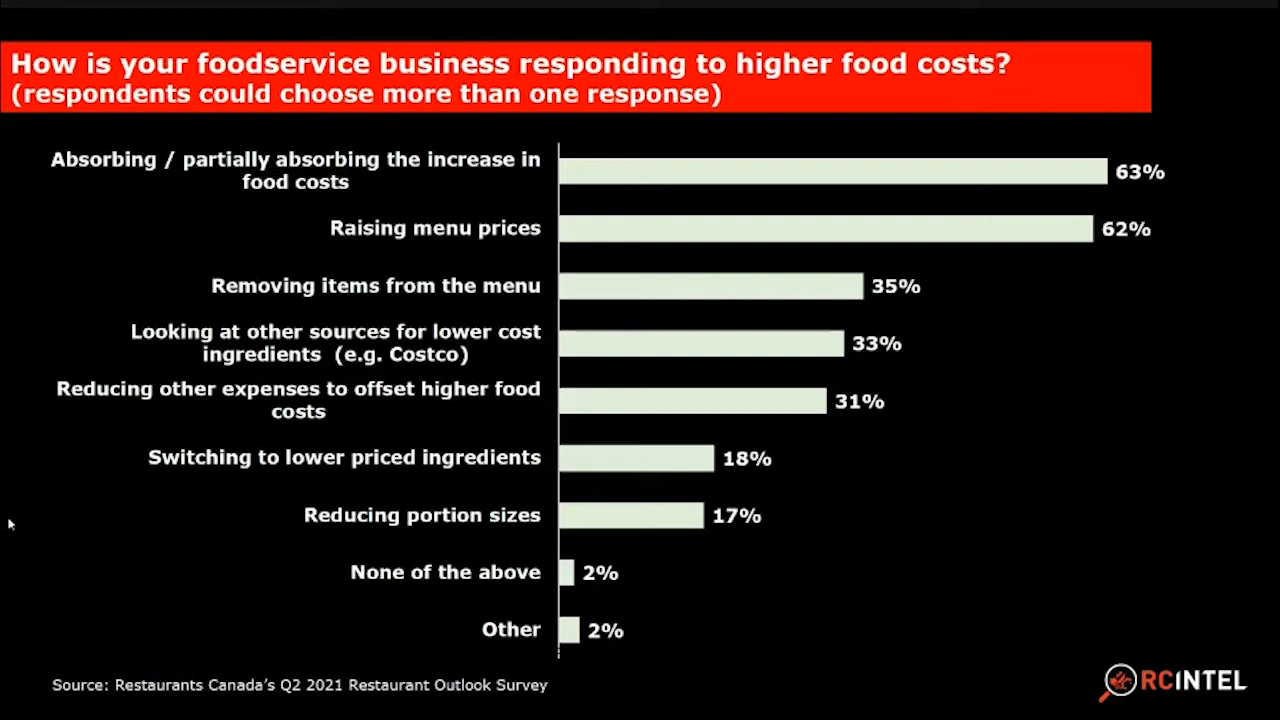 How is your foodservice business responding to higher food costs?
(respondents could choose more than one response)
Absorbing / partially absorbing the increase in
food costs
63%
Raising menu prices
62%
Removing items from the menu
35%
Looking at other sources for lower cost
ingredients (e.g. Costco)
33%
Reducing other expenses to offset higher food
costs
31%
Switching to lower priced ingredients
18%
Reducing portion sizes
17%
None of the above
2%
Other
2%
Source: Restaurants Canada's Q2 2021 Restaurant Outlook Survey
RCINTEL